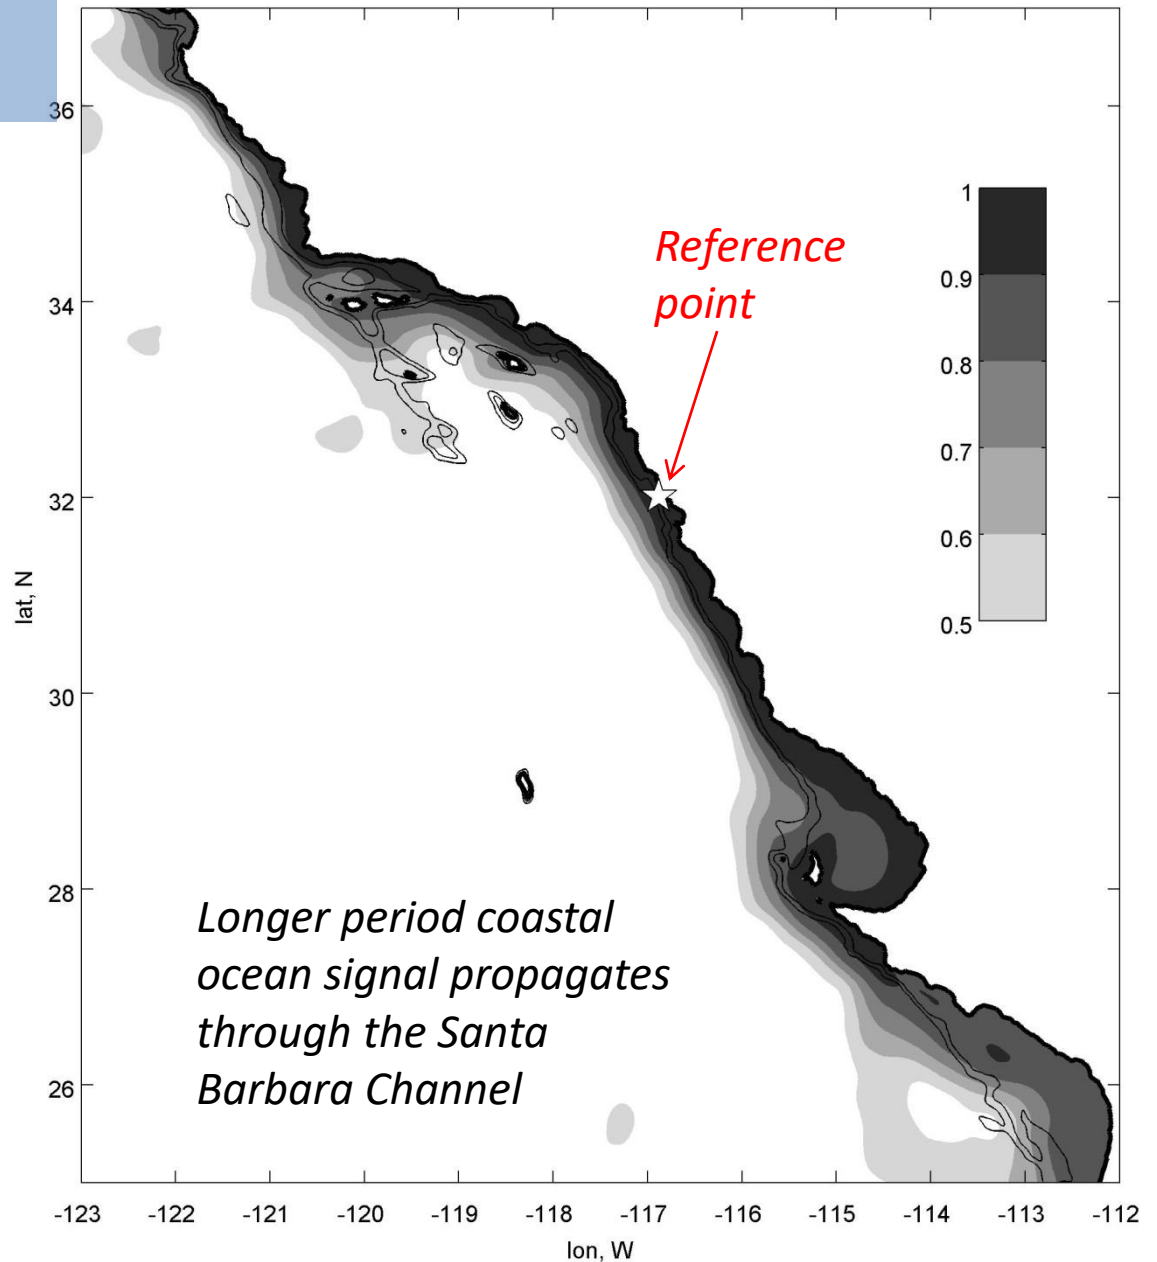 Reference
point
1
0.9
0.8
0.7
0.6
0.5
36
34
32
30
28
26
lat, N
Longer period coastal
ocean signal propagates
through the Santa
Barbara Channel
-123 -122 -121 -120 -119 -118 -117 -116 -115 -114 -113 -112
lon, W